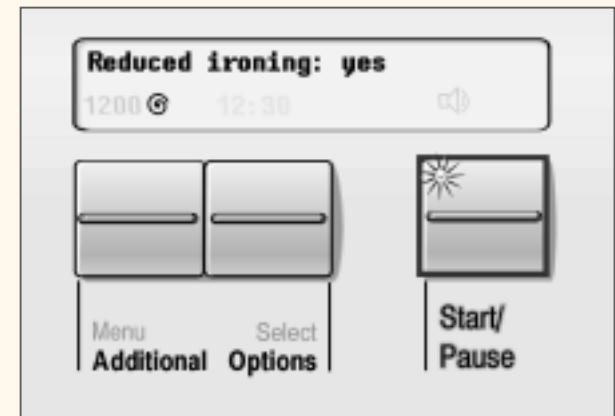 Reduced ironing: yes
1200 12:30
Menu Select
Additional Options
Start/
Pause